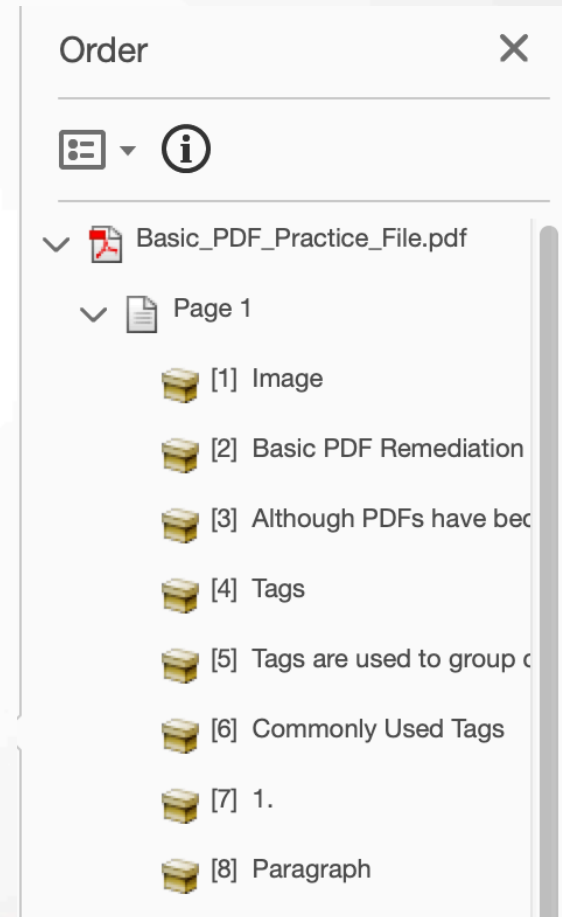 Order
Basic_PDF_Practice_File.pdf
Page 1
[1] Image
[2] Basic PDF Remediation
[3] Although PDFs have bec
[4] Tags
[5] Tags are used to group
[6] Commonly Used Tags
[7] 1.
[8] Paragraph